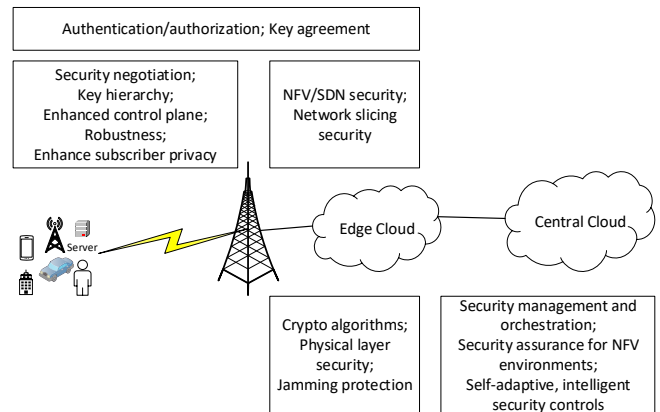 Authentication/authorization; Key agreement
Security negotiation;
Key hierarchy;
Enhanced control plane;
Robustness;
Enhance subscriber privacy
NFV/SDN security;
Network slicing
security
Server
Edge Cloud
Central Cloud
Crypto algorithms;
Physical layer
security;
Jamming protection
Security management and
orchestration;
Security assurance for NFV
environments;
Self-adaptive, intelligent
security controls